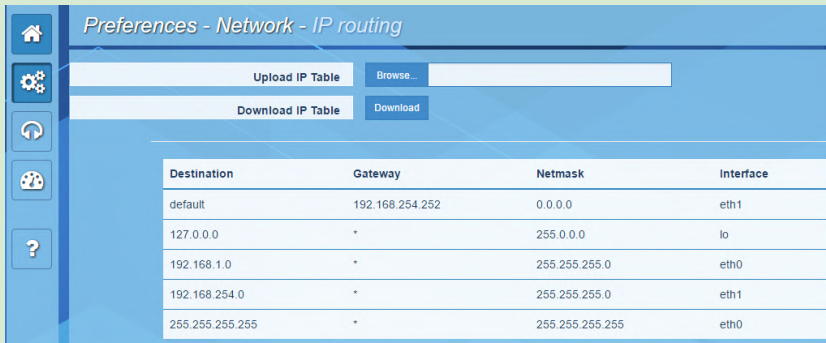 Preferences - Network - IP routing
Upload IP Table Browse...
Download IP Table Download
Destination Gateway Netmask Interface
default 192.168.254.252 0.0.0.0 eth1
127.0.0.0 * 255.0.0.0 lo
192.168.1.0 * 255.255.255.0 eth0
192.168.254.0 * 255.255.255.0 eth1
255.255.255.255 * 255.255.255.255 eth0
?